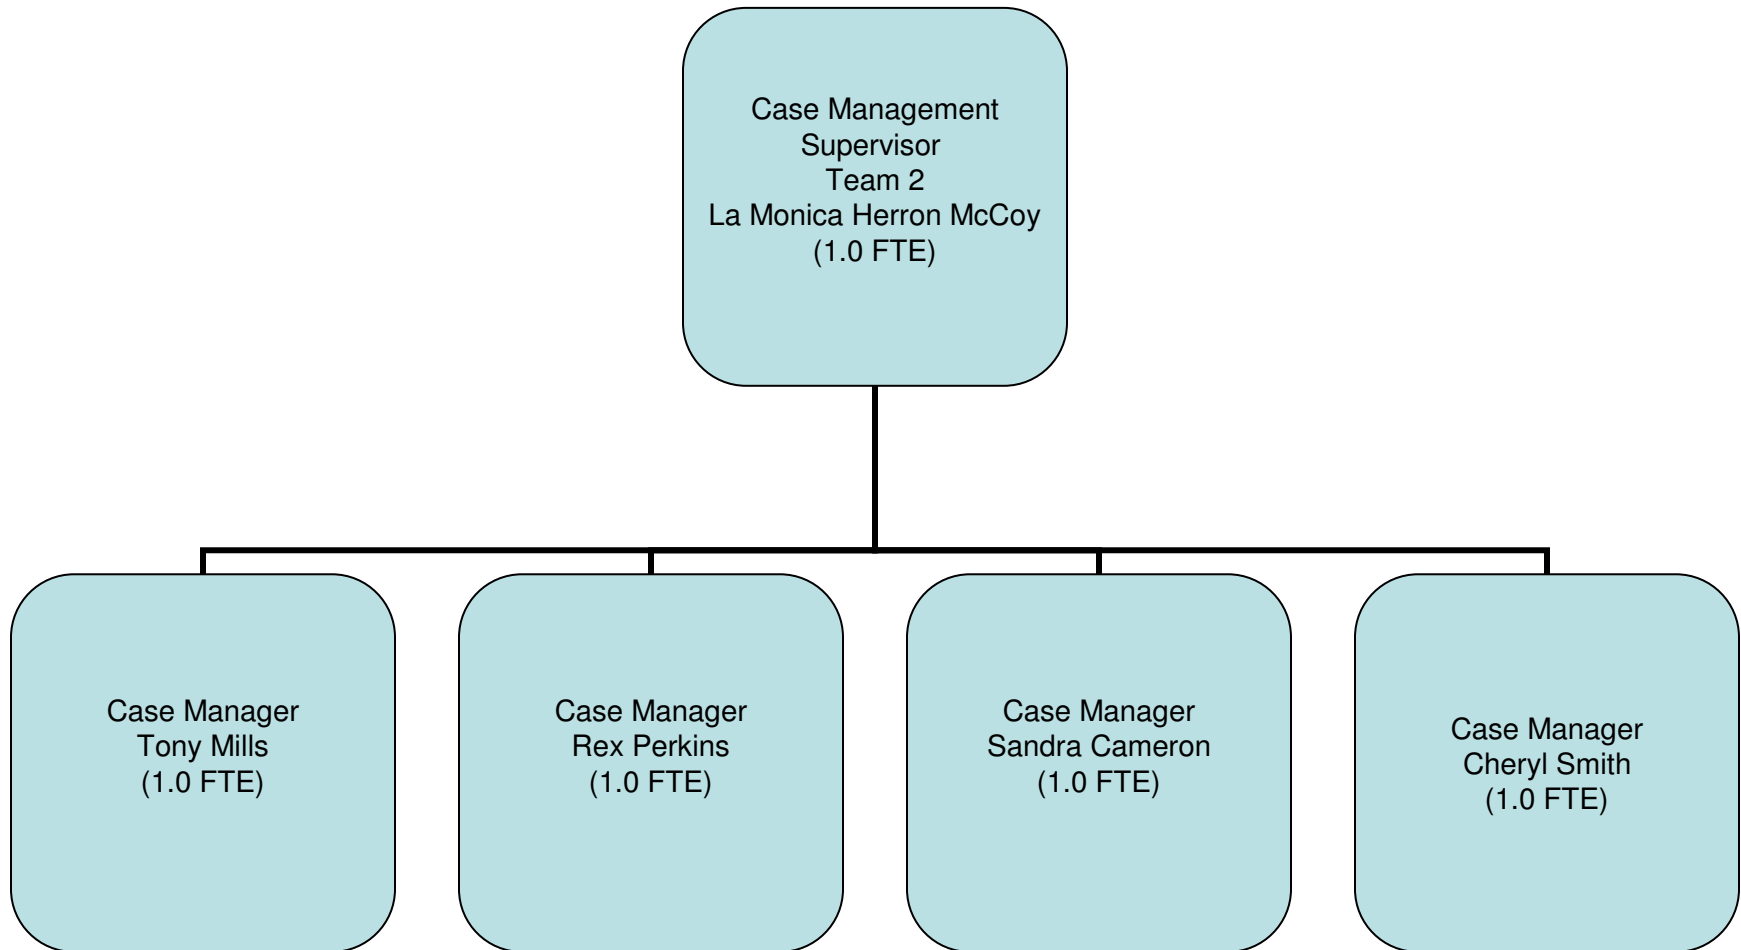 Case Management
Supervisor
Team 2
La Monica Herron McCoy
(1.0 FTE)
Case Manager
Tony Mills
(1.0 FTE)
Case Manager
Rex Perkins
(1.0 FTE)
Case Manager
Sandra Cameron
(1.0 FTE)
Case Manager
Cheryl Smith
(1.0 FTE)